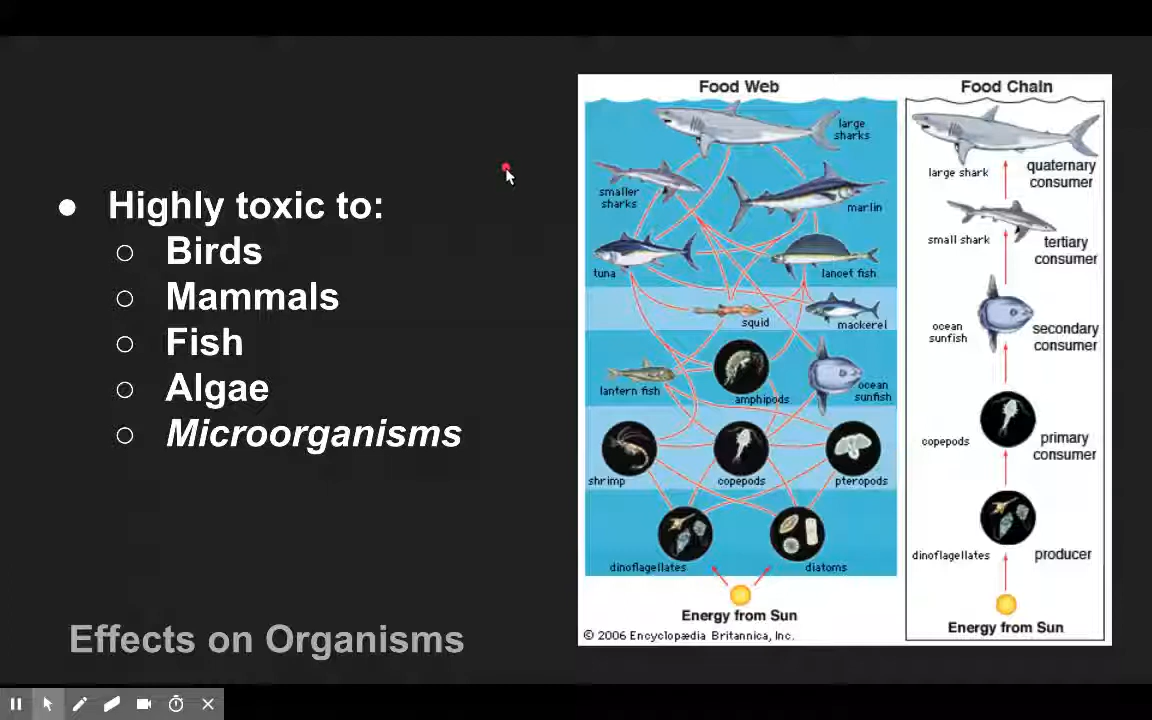 Highly toxic to:
Birds
Mammals
Fish
Algae
Microorganisms
Effects on Organisms
Food Web
large
sharks
smaller
sharks
marlin
tuna
lancet fish
squid
mackerel
lantern fish
amphipods
ocean
sunfish
shrimp
copepods
pteropods
dinoflagellates
diatoms
Energy from Sun
© 2006 Encyclopædia Britannica, Inc.
Food Chain
large shark
quaternary
consumer
small shark
tertiary
consumer
ocean
sunfish
secondary
consumer
copepods
primary
consumer
dinoflagellates
producer
Energy from Sun